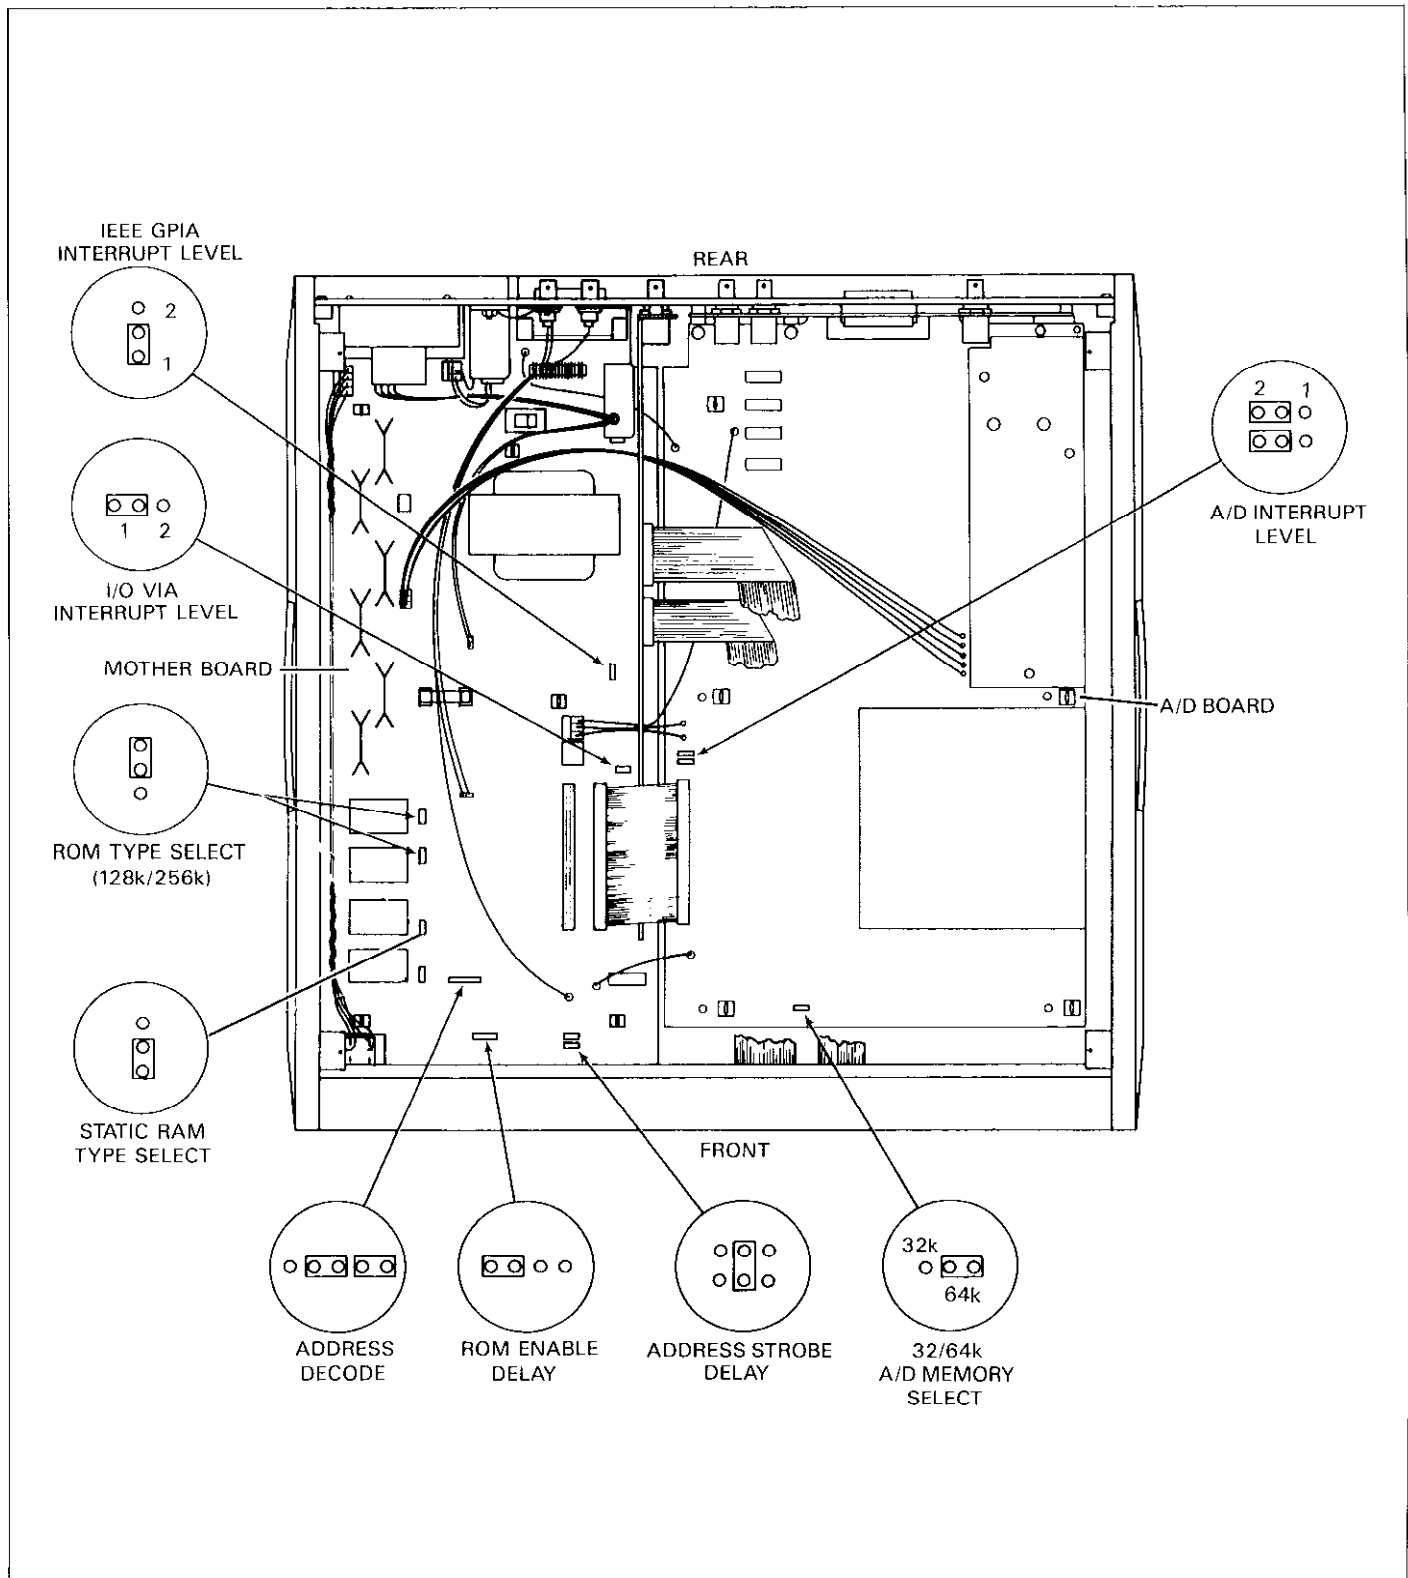 IEEE GPIA
INTERRUPT LEVEL
2
1
REAR
2 1
A/D INTERRUPT
LEVEL
1 2
I/O VIA
INTERRUPT LEVEL
MOTHER BOARD
A/D BOARD
ROM TYPE SELECT
(128k/256k)
STATIC RAM
TYPE SELECT
FRONT
ADDRESS
DECODE
ROM ENABLE
DELAY
ADDRESS STROBE
DELAY
32k
64k
32/64k
A/D MEMORY
SELECT